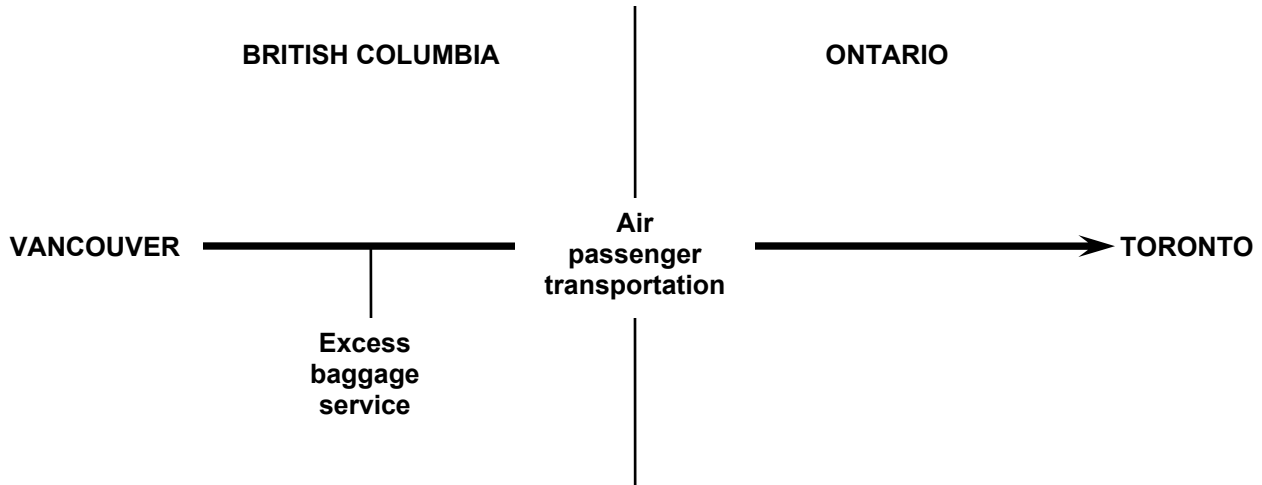 BRITISH COLUMBIA
ONTARIO
Air
passenger
transportation
VANCOUVER
TORONTO
Excess
baggage
service